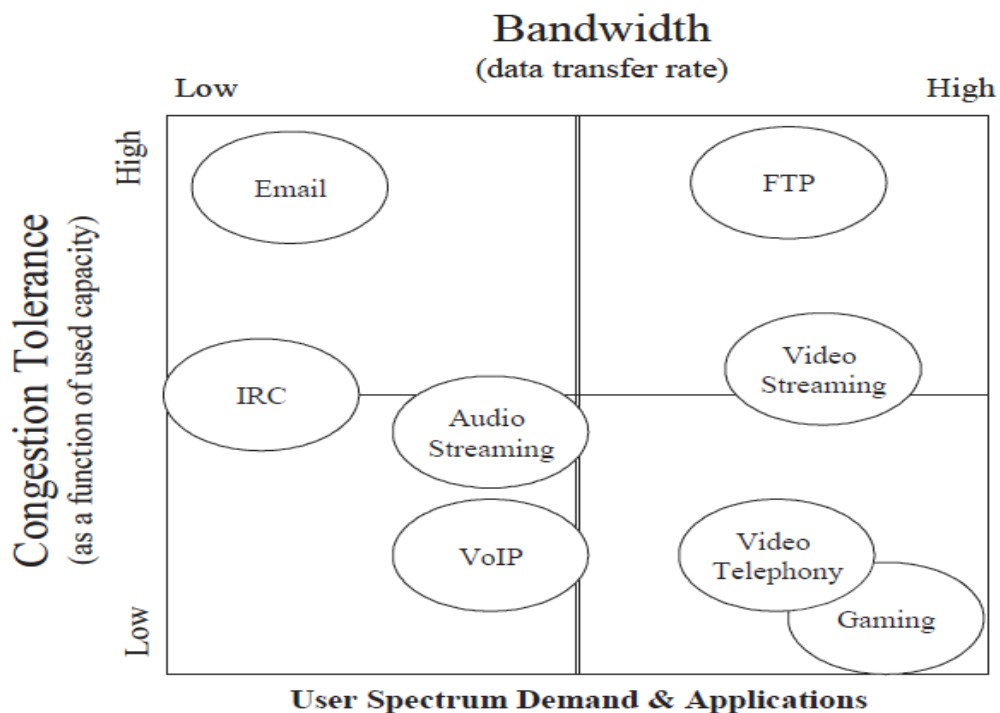 Bandwidth
(data transfer rate)
Low
High
High
Congestion Tolerance
(as a function of used capacity)
Low
Email
FTP
Video
Streaming
IRC
Audio
Streaming
VoIP
Video
Telephony
Gaming
User Spectrum Demand & Applications